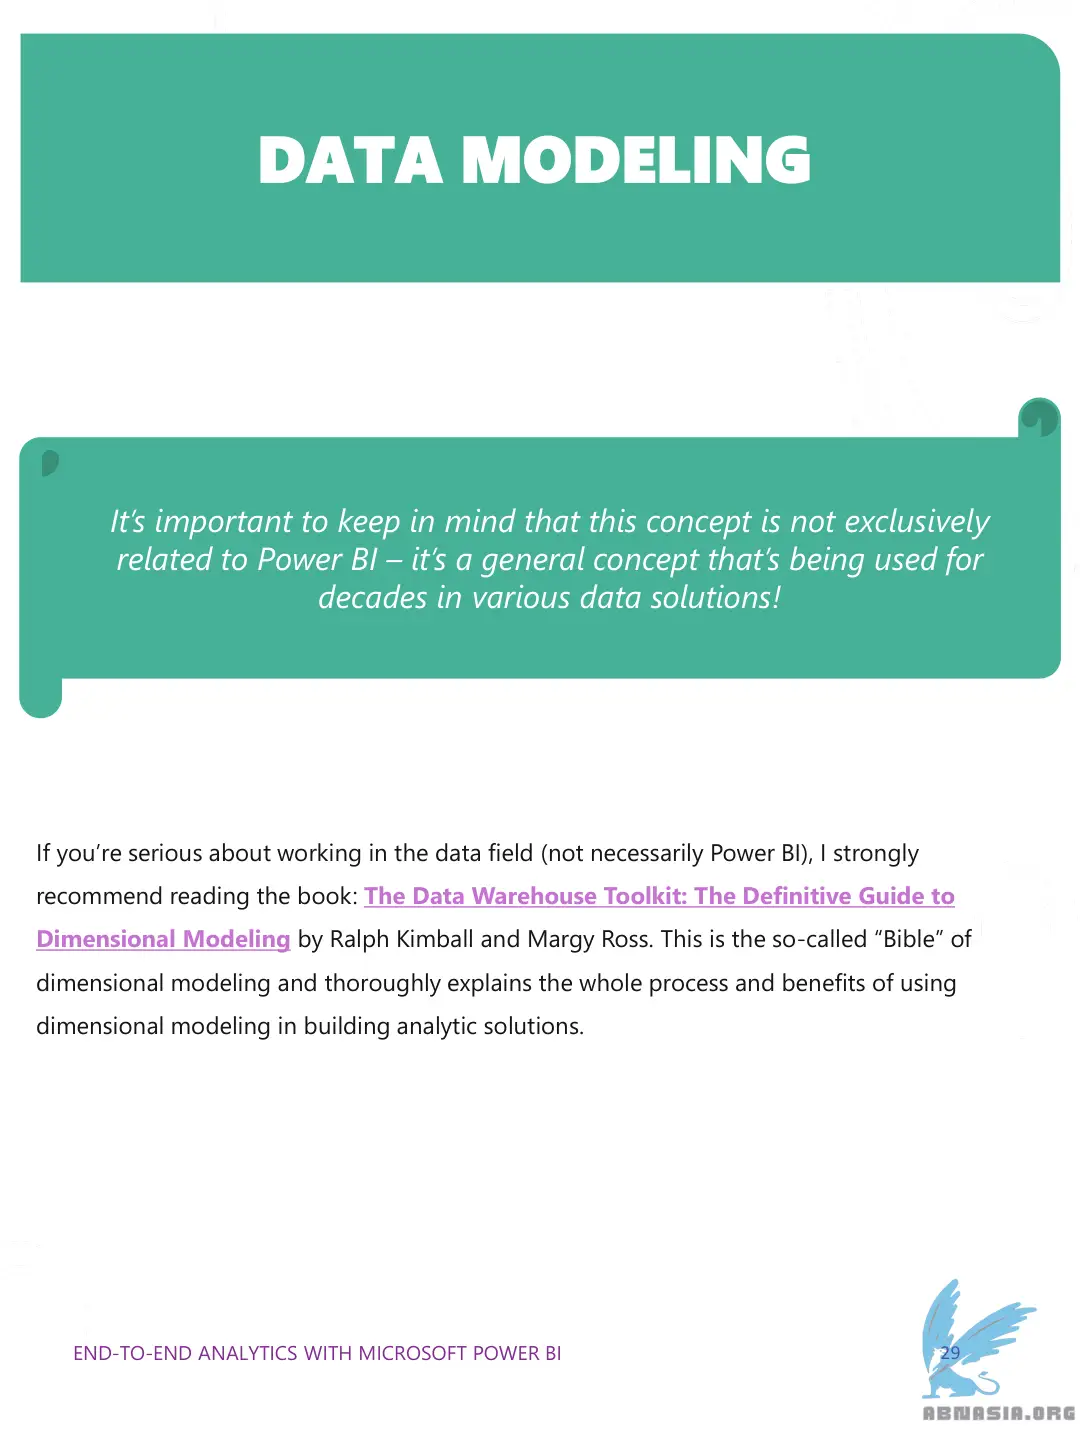 DATA MODELING
It’s important to keep in mind that this concept is not exclusively
related to Power BI – it’s a general concept that’s being used for
decades in various data solutions!
If you’re serious about working in the data field (not necessarily Power BI), I strongly
recommend reading the book: The Data Warehouse Toolkit: The Definitive Guide to
Dimensional Modeling by Ralph Kimball and Margy Ross. This is the so-called “Bible” of
dimensional modeling and thoroughly explains the whole process and benefits of using
dimensional modeling in building analytic solutions.
END-TO-END ANALYTICS WITH MICROSOFT POWER BI
29
ABNASIA.ORG